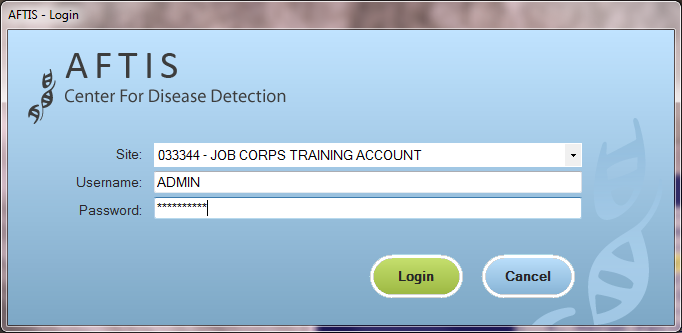 AFTIS - Login
AFTIS
Center For Disease Detection
Site: 033344 - JOB CORPS TRAINING ACCOUNT
Username: ADMIN
Password: **********
Login Cancel